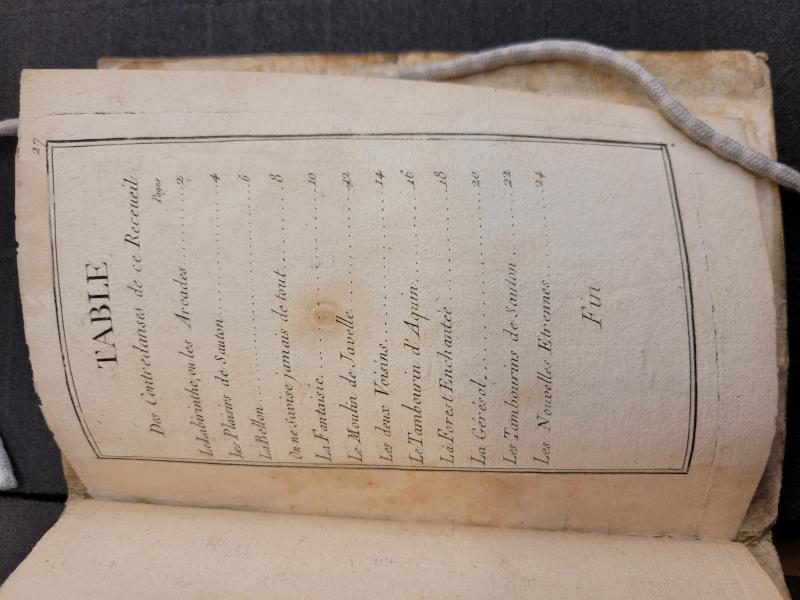 27
TABLE
Des Contredanses de ce Receueil
Pages
Le Labirinthe, ou les Arcades 2
Les Plaisirs de Sauton 4
La Bellon 6
On ne s'avise jamais de tout 8
La Fantaisie 10
Le Moulin de Javelle 12
Les deux Voisins 14
Le Tambourin d'Aquin 16
La Forest Enchantée 18
La Gérésol 20
Les Tambourins de Sauton 22
Les Nouvelles Etrennes 24
Fin